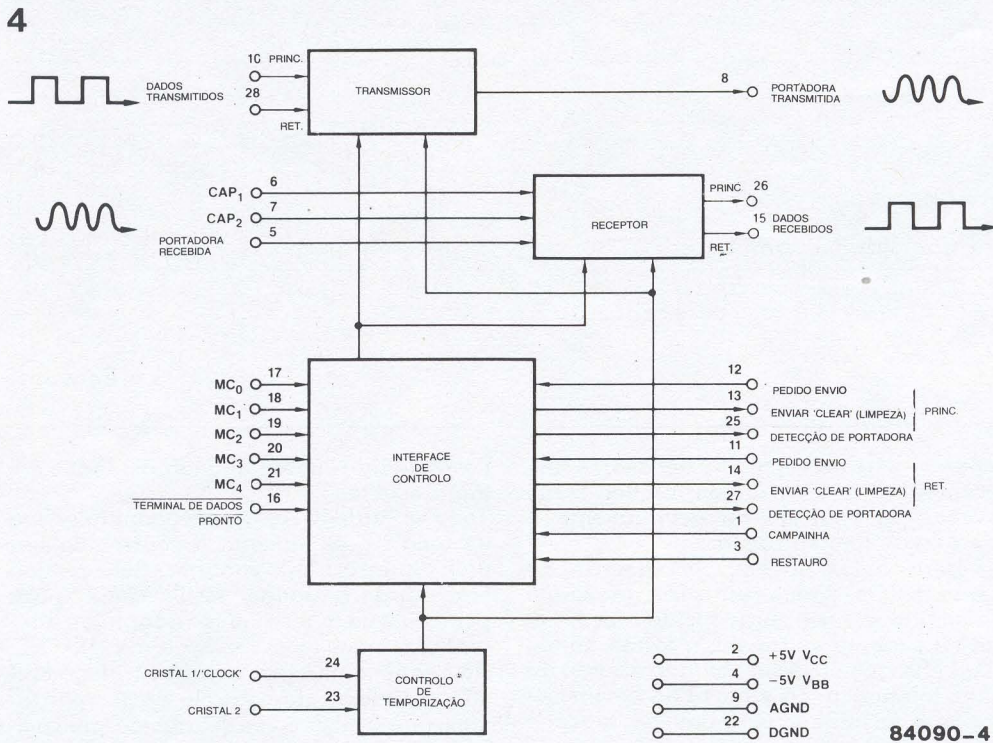 4
10 PRINC.
DADOS
TRANSMITIDOS
28
RET.
TRANSMISSOR
8
PORTADORA
TRANSMITIDA
CAP1 6
CAP2 7
PORTADORA
RECEBIDA
5
RECEPTOR
PRINC. 26
15 DADOS
RECEBIDOS
RET.
MC0 17
MC1 18
MC2 19
MC3 20
MC4 21
TERMINAL DE DADOS
PRONTO
16
INTERFACE
DE
CONTROLO
12 PEDIDO ENVIO
13 ENVIAR 'CLEAR' (LIMPEZA)
25 DETECÇÃO DE PORTADORA
PRINC.
11 PEDIDO ENVIO
14 ENVIAR 'CLEAR' (LIMPEZA)
27 DETECÇÃO DE PORTADORA
RET.
1 CAMPAINHA
3 RESTAURO
CRISTAL 1/'CLOCK' 24
CRISTAL 2 23
CONTROLO
DE
TEMPORIZAÇÃO
2 +5V VCC
4 -5V VBB
9 AGND
22 DGND
84090-4